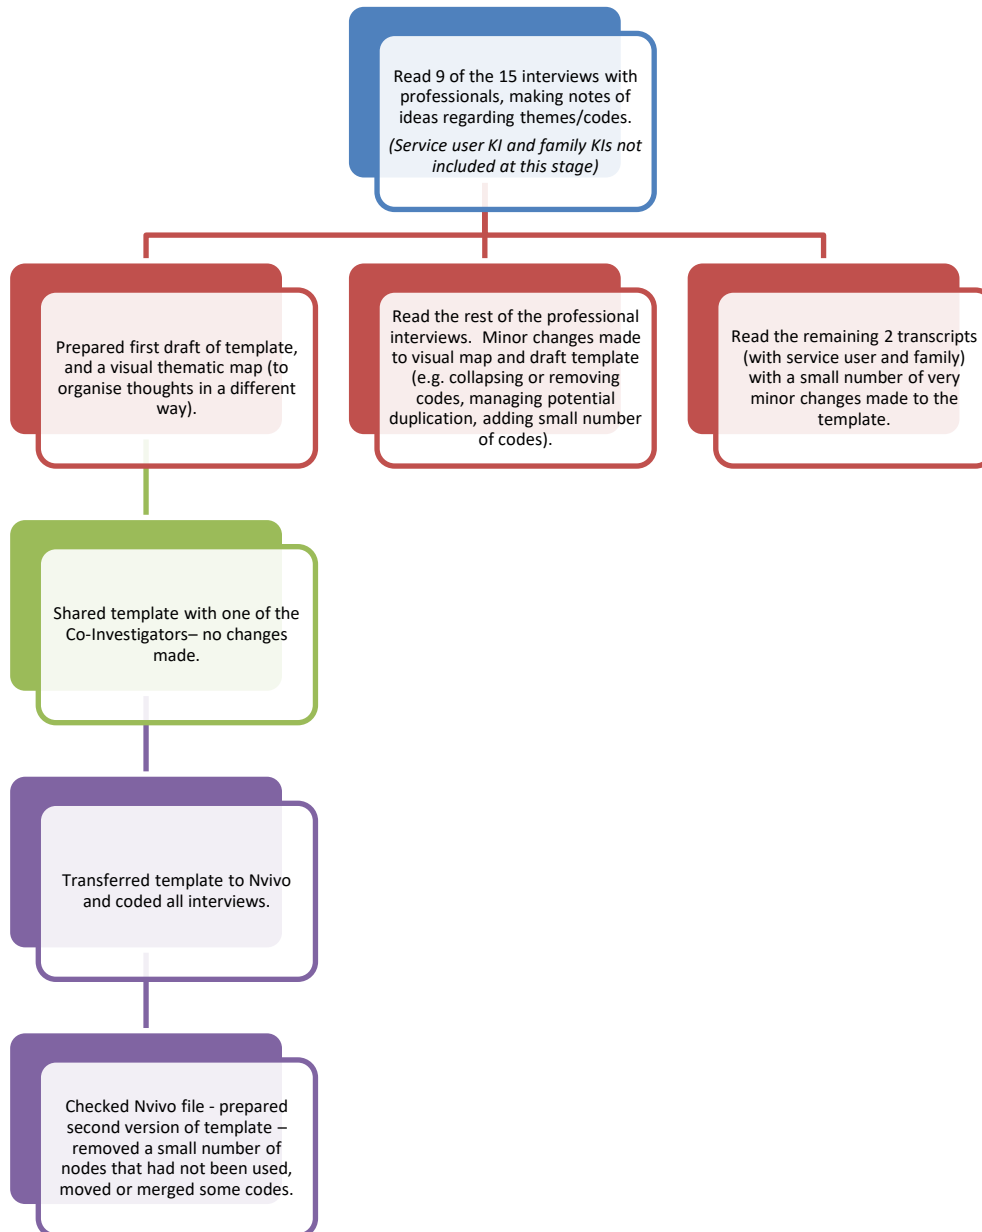 Read 9 of the 15 interviews with
professionals, making notes of
ideas regarding themes/codes.
(Service user KI and family KIs not
included at this stage)
Prepared first draft of template,
and a visual thematic map (to
organise thoughts in a different
way).
Read the rest of the professional
interviews.  Minor changes made
to visual map and draft template
(e.g. collapsing or removing
codes, managing potential
duplication, adding small number
of codes).
Read the remaining 2 transcripts
(with service user and family)
with a small number of very
minor changes made to the
template.
Shared template with one of the
Co-Investigators– no changes
made.
Transferred template to Nvivo
and coded all interviews.
Checked Nvivo file - prepared
second version of template –
removed a small number of
nodes that had not been used,
moved or merged some codes.